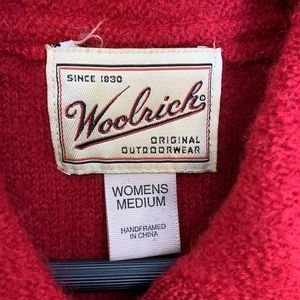 SINCE 1830
Woolrich®
ORIGINAL
OUTDOORWEAR
WOMENS
MEDIUM
HANDFRAMED
IN CHINA